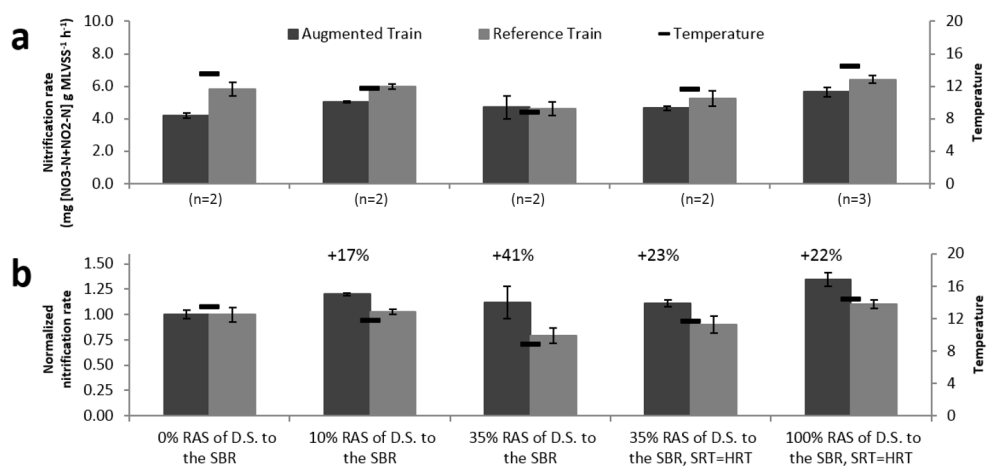 a
Nitrification rate
(mg [NO3-N+NO2-N] g MLVSS⁻¹ h⁻¹)
10.0
8.0
6.0
4.0
2.0
0.0
Augmented Train
Reference Train
Temperature
20
16
12
8
4
0
Temperature
(n=2)
(n=2)
(n=2)
(n=2)
(n=3)
b
Normalized
nitrification rate
1.50
1.25
1.00
0.75
0.50
0.25
0.00
+17%
+41%
+23%
+22%
20
16
12
8
4
0
Temperature
0% RAS of D.S. to
the SBR
10% RAS of D.S. to
the SBR
35% RAS of D.S. to
the SBR
35% RAS of D.S. to
the SBR, SRT=HRT
100% RAS of D.S. to
the SBR, SRT=HRT